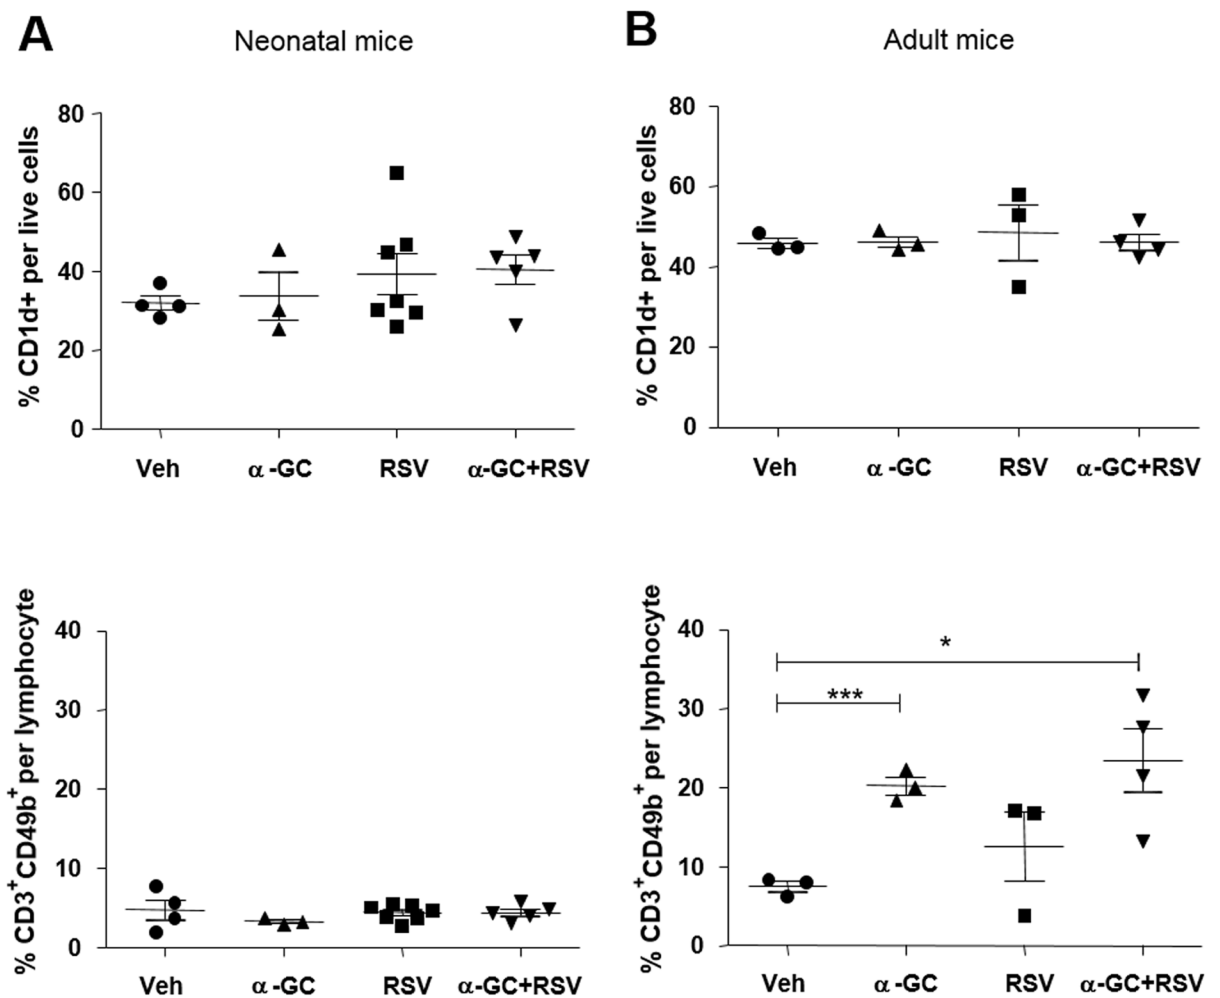 A
Neonatal mice
% CD1d+ per live cells
80
60
40
20
0
Veh α-GC RSV α-GC+RSV
% CD3⁺CD49b⁺ per lymphocyte
40
30
20
10
0
Veh α-GC RSV α-GC+RSV
B
Adult mice
% CD1d+ per live cells
80
60
40
20
0
Veh α-GC RSV α-GC+RSV
% CD3⁺CD49b⁺ per lymphocyte
40
30
20
10
0
*
***
Veh α-GC RSV α-GC+RSV